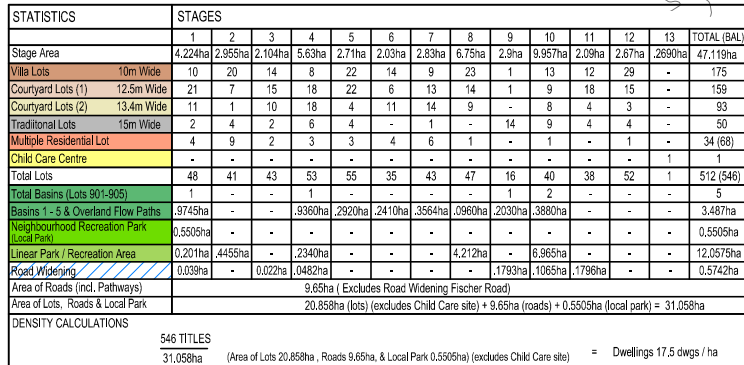 STATISTICS STAGES
1 2 3 4 5 6 7 8 9 10 11 12 13 TOTAL (BAL)
Stage Area 4.224ha 2.955ha 2.104ha 5.63ha 2.71ha 2.03ha 2.83ha 6.75ha 2.9ha 9.957ha 2.09ha 2.67ha .2690ha 47.119ha
Villa Lots 10m Wide 10 20 14 8 22 14 9 23 1 13 12 29 - 175
Courtyard Lots (1) 12.5m Wide 21 7 15 18 22 6 13 14 1 9 18 15 - 159
Courtyard Lots (2) 13.4m Wide 11 1 10 18 4 11 14 9 - 8 4 3 - 93
Tradiitonal Lots 15m Wide 2 4 2 6 4 - 1 - 14 9 4 4 - 50
Multiple Residential Lot 4 9 2 3 3 4 6 1 - 1 - 1 - 34 (68)
Child Care Centre - - - - - - - - - - - - 1 1
Total Lots 48 41 43 53 55 35 43 47 16 40 38 52 1 512 (546)
Total Basins (Lots 901-905) 1 - - 1 - - - - 1 2 - - - 5
Basins 1 - 5 & Overland Flow Paths .9745ha - - .9360ha .2920ha .2410ha .3564ha .0960ha .2030ha .3880ha - - - 3.487ha
Neighbourhood Recreation Park 0.5505ha - - - - - - - - - - - - 0.5505ha
(Local Park)
Linear Park / Recreation Area 0.201ha .4455ha - .2340ha - - - 4.212ha - 6.965ha - - - 12.0575ha
Road Widening 0.039ha - 0.022ha .0482ha - - - - .1793ha .1065ha .1796ha - - 0.5742ha
Area of Roads (incl. Pathways) 9.65ha ( Excludes Road Widening Fischer Road)
Area of Lots, Roads & Local Park 20.858ha (lots) (excludes Child Care site) + 9.65ha (roads) + 0.5505ha (local park) = 31.058ha
DENSITY CALCULATIONS
546 TITLES
31.058ha (Area of Lots 20.858ha , Roads 9.65ha, & Local Park 0.5505ha) (excludes Child Care site) = Dwellings 17.5 dwgs / ha